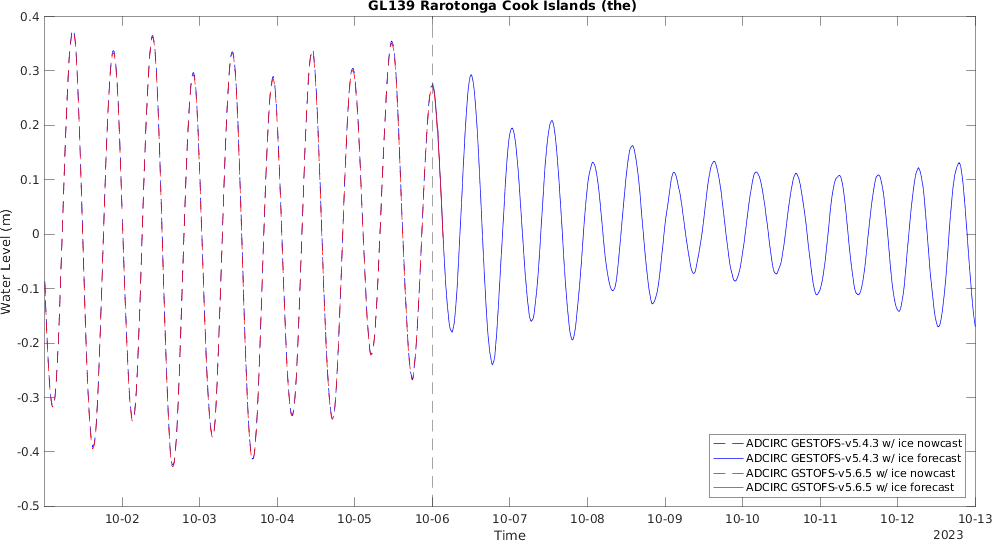 GL139 Rarotonga Cook Islands (the)
0.4
0.3
0.2
0.1
0
-0.1
-0.2
-0.3
-0.4
-0.5
Water Level (m)
ADCIRC GESTOFS-v5.4.3 w/ ice nowcast
ADCIRC GESTOFS-v5.4.3 w/ ice forecast
ADCIRC GSTOFS-v5.6.5 w/ ice nowcast
ADCIRC GSTOFS-v5.6.5 w/ ice forecast
10-02 10-03 10-04 10-05 10-06 10-07 10-08 10-09 10-10 10-11 10-12 10-13
Time
2023